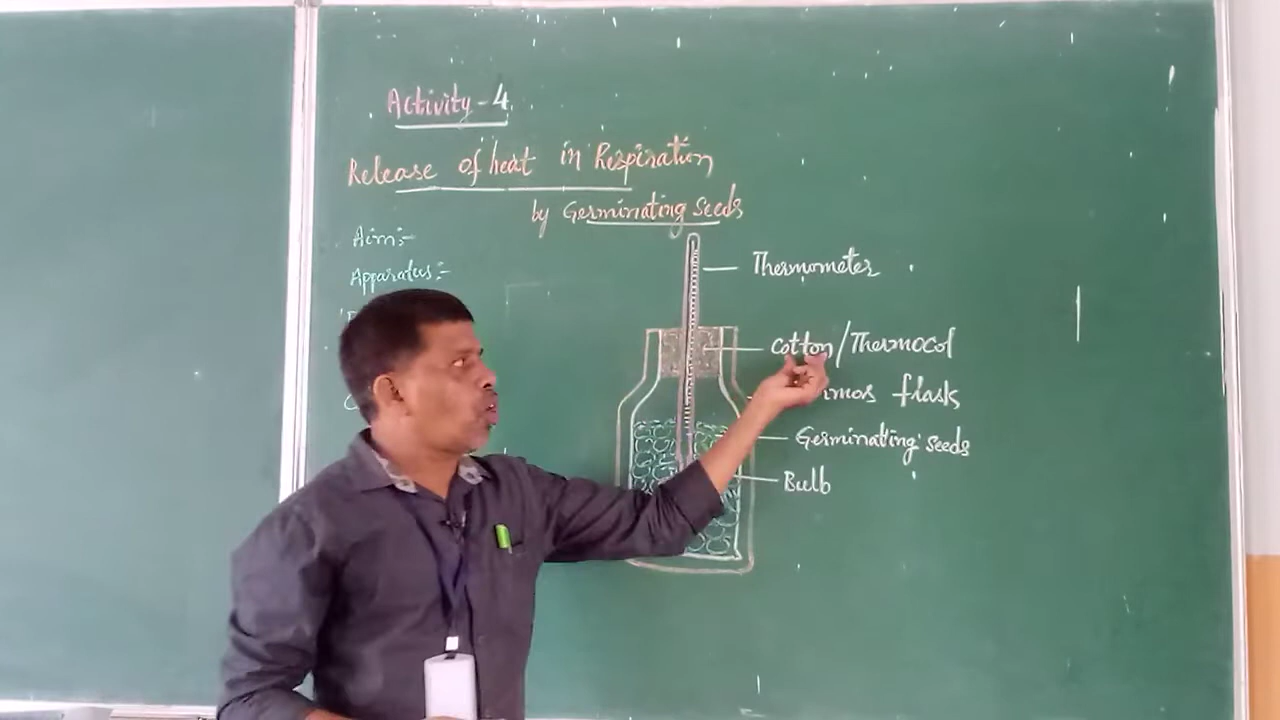 Activity-4
Release of heat in Respiration
by Germinating Seeds
Aim:-
Apparatus:-
Thermometer
Cotton/Thermocol
flask
Germinating Seeds
Bulb